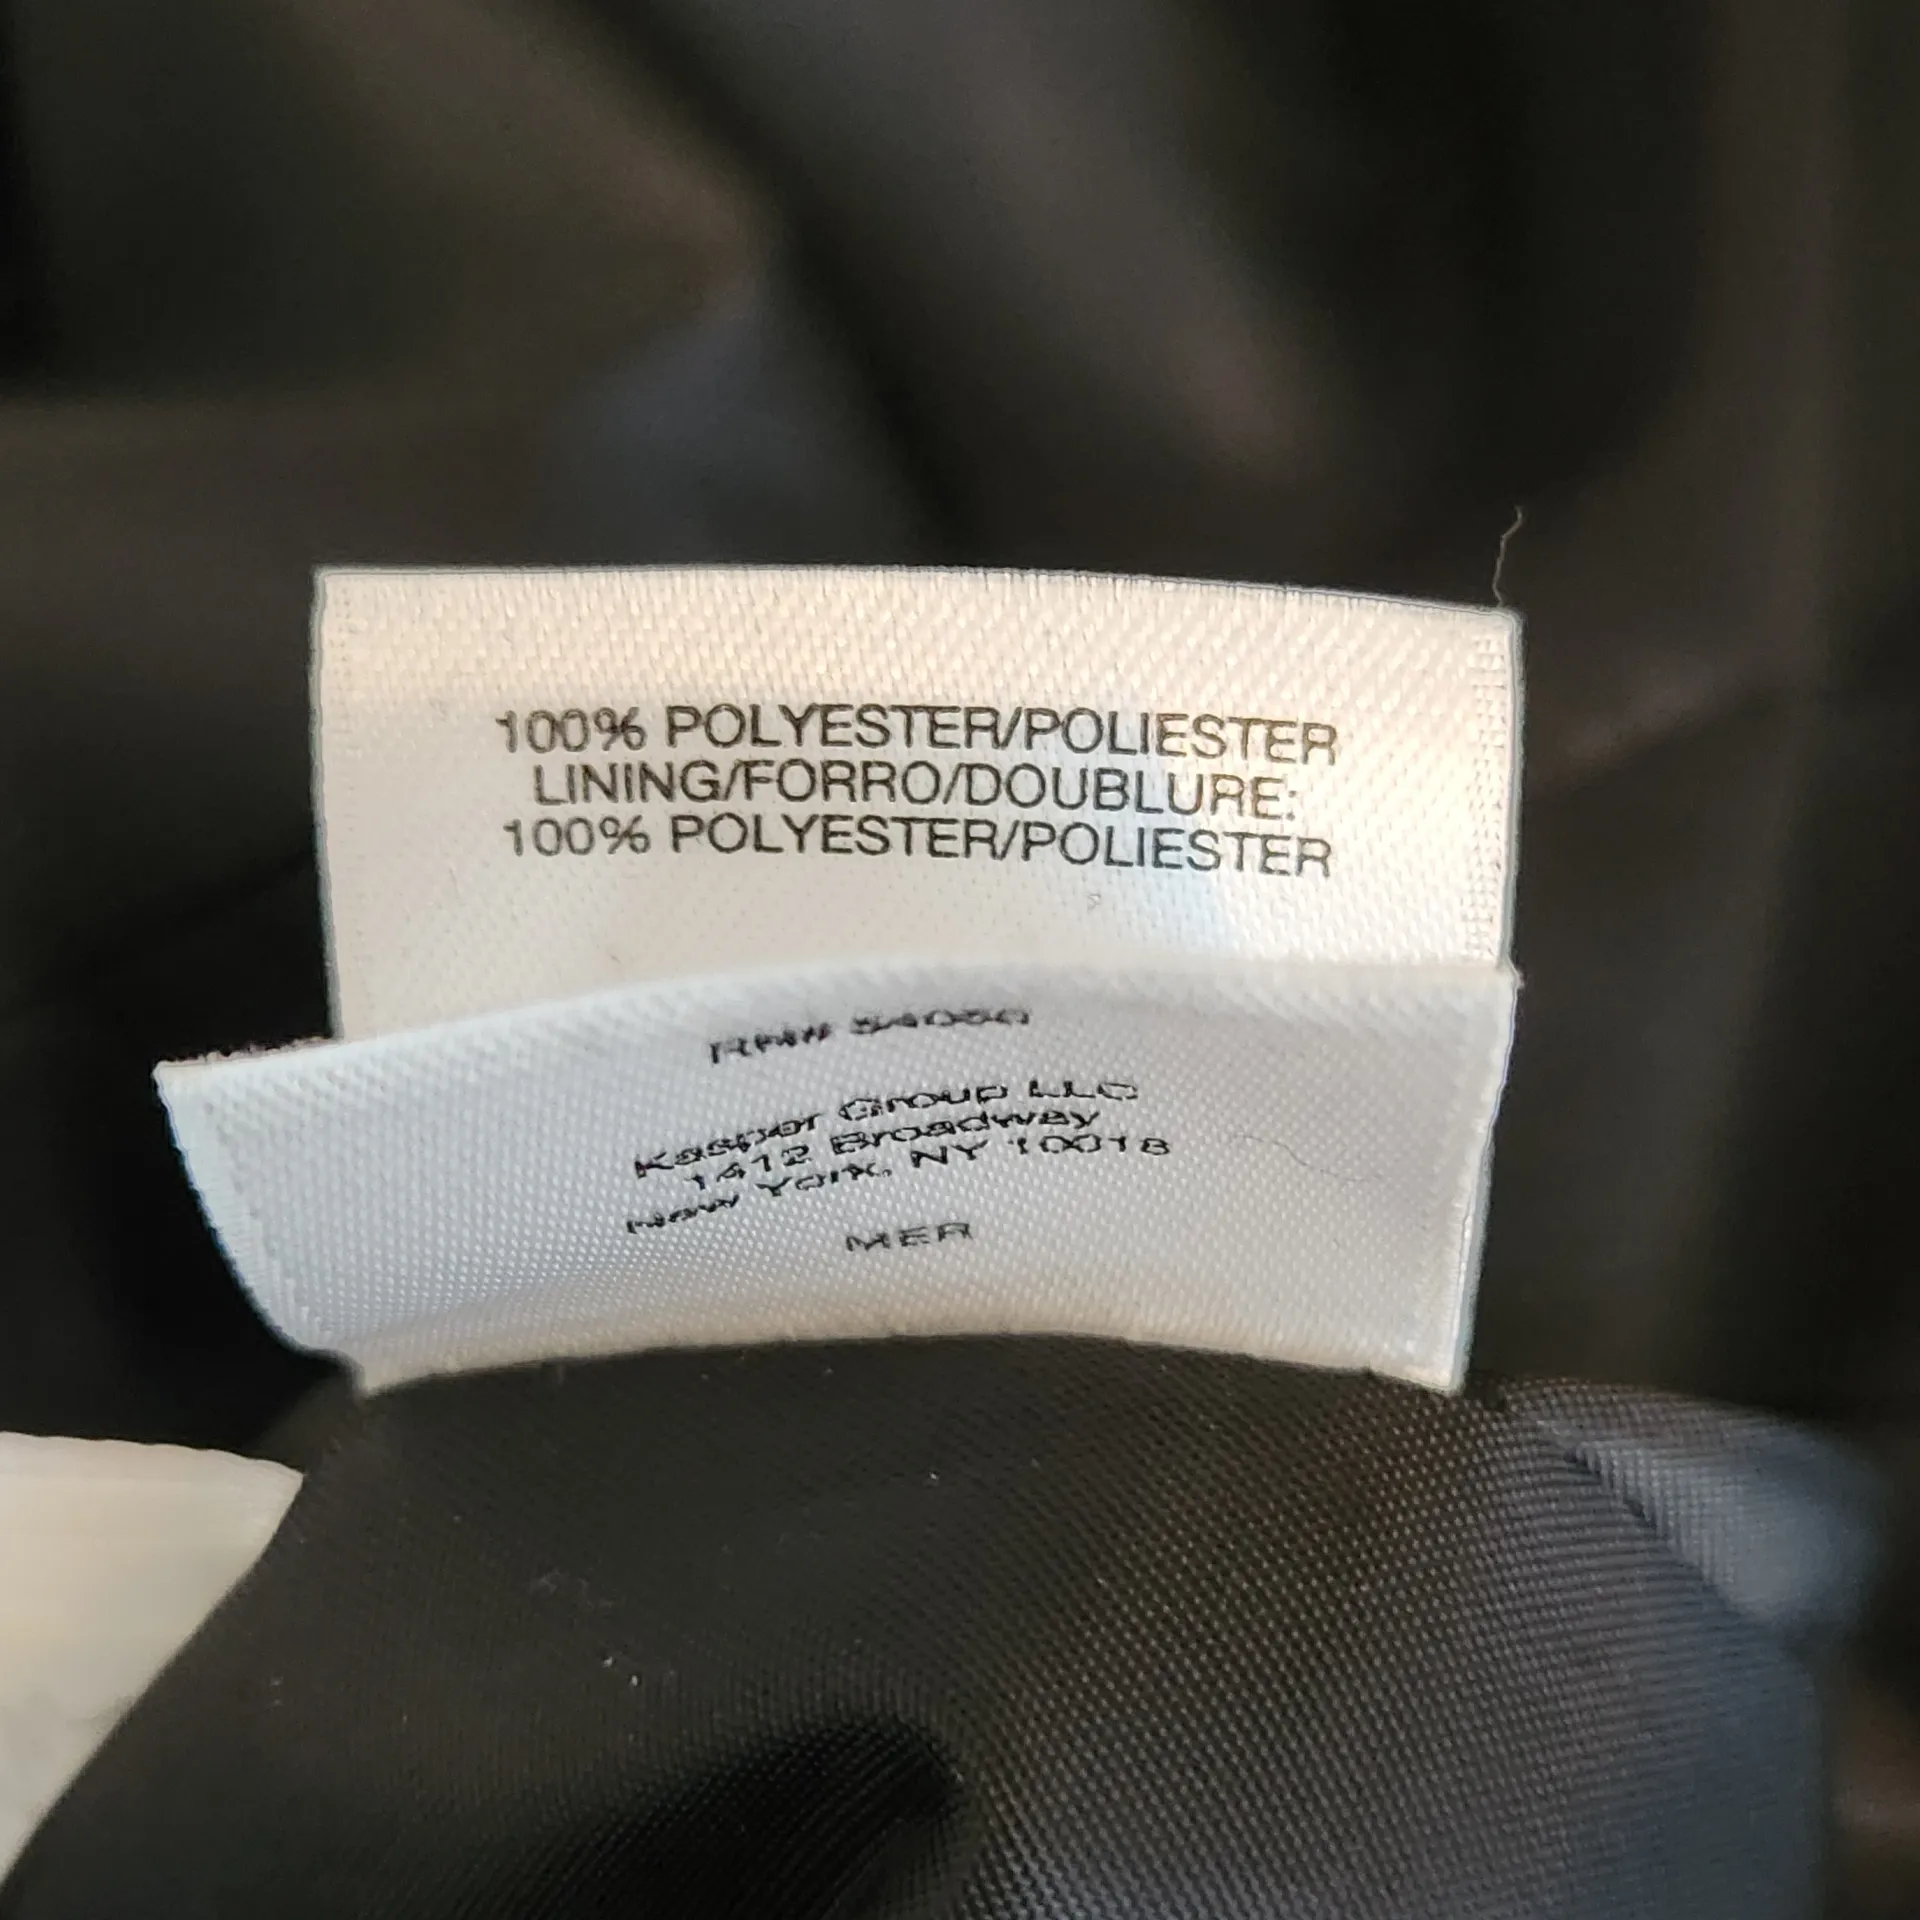 100% POLYESTER/POLIESTER
LINING/FORRO/DOUBLURE:
100% POLYESTER/POLIESTER
RN# 54050
Kasper Group LLC
1412 Broadway
New York, NY 10018
MER